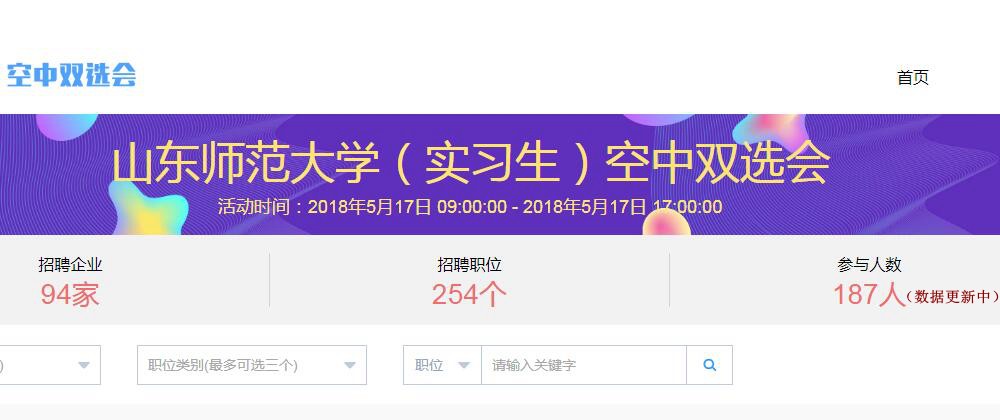 空中双选会
首页
山东师范大学（实习生）空中双选会
活动时间：2018年5月17日 09:00:00 - 2018年5月17日 17:00:00
招聘企业 招聘职位 参与人数
94家 254个 187人（数据更新中）
) 职位类别(最多可选三个) 职位 请输入关键字